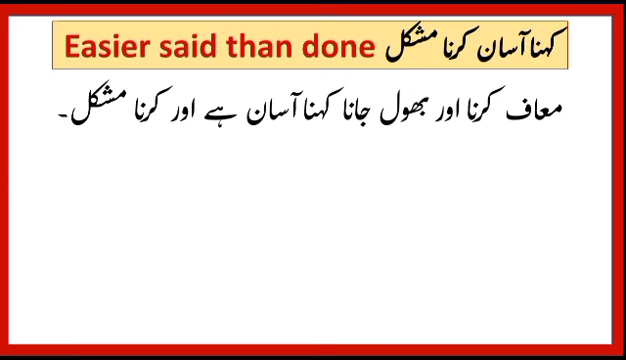 کہنا آسان کرنا مشکل Easier said than done
معاف کرنا اور بھول جانا کہنا آسان ہے اور کرنا مشکل۔